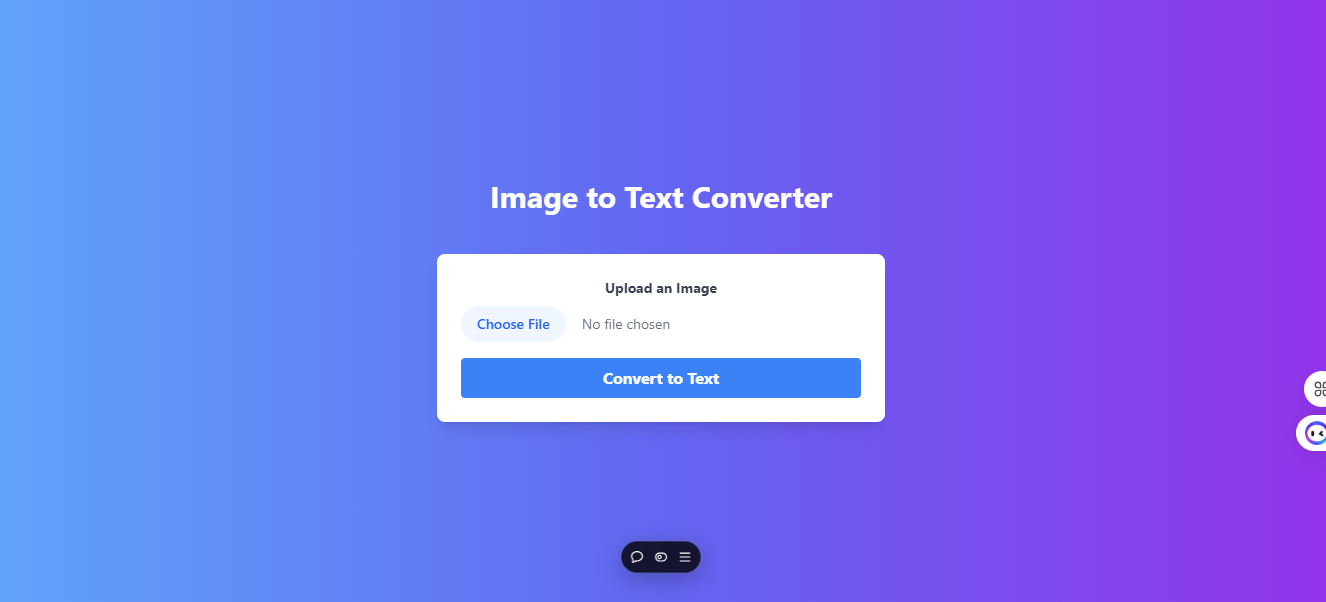 Image to Text Converter
Upload an Image
Choose File No file chosen
Convert to Text